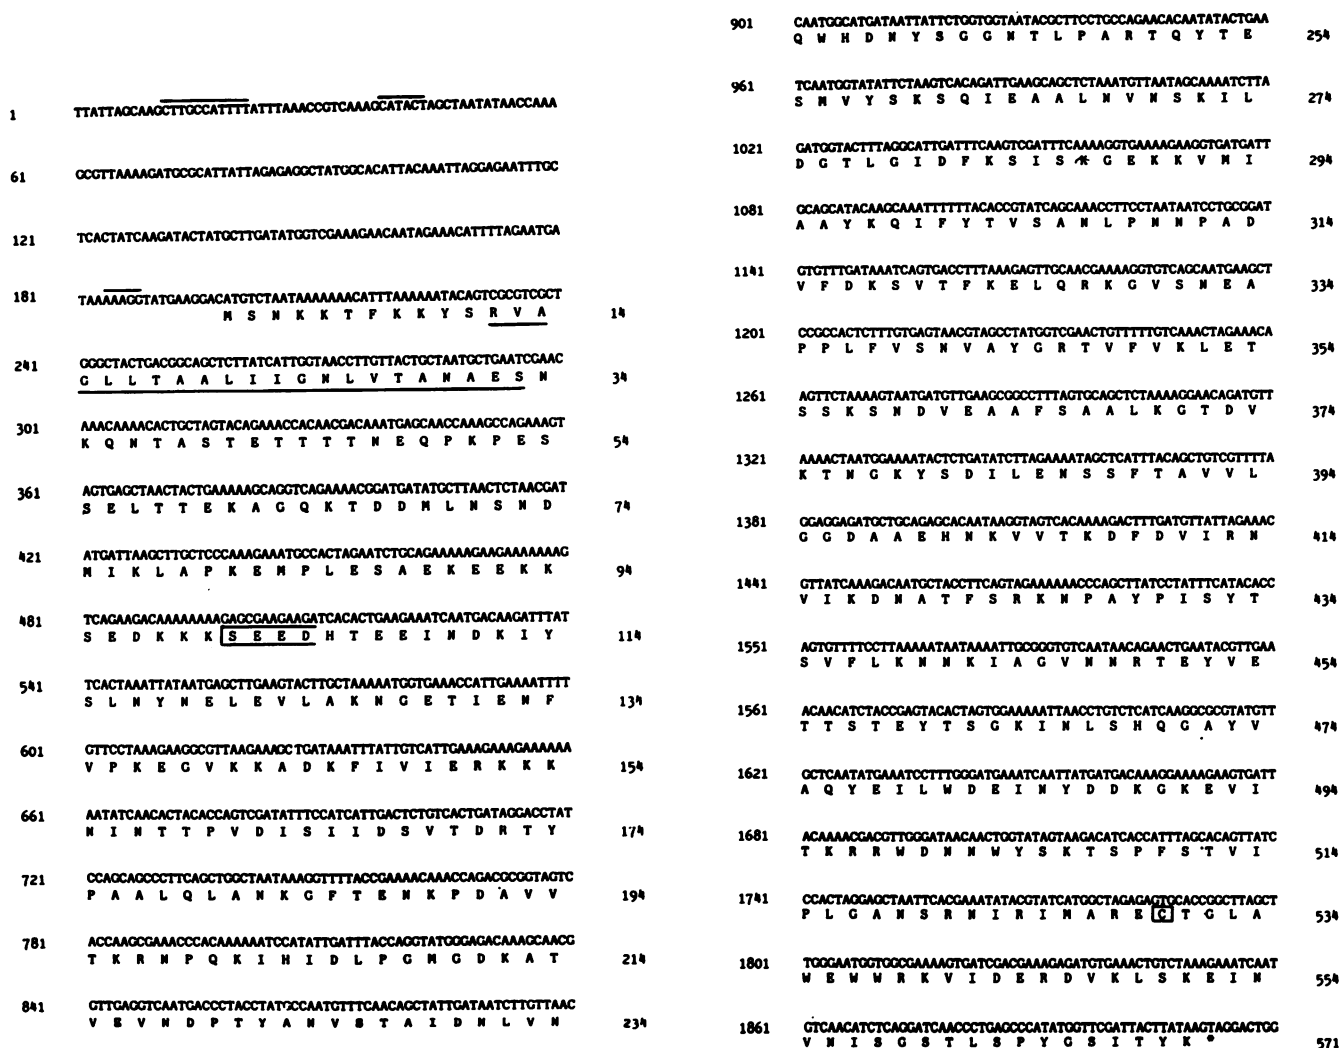 1 TTATTAGCAAGCTTGCCATTTTATTTAAACCGTCAAAGCATACTAGCTAATATAACCAAA
61 GCGTTAAAAGATGCGCATTATTAGAGAGGCTATGGCACATTACAAATTAGGAGAATTTGC
121 TCACTATCAAGATACTATGCTTGATATGGTCGAAAGAACAATAGAAACATTTTAGAATGA
181 TAAAAAGGTATGAAGGACATGTCTAATAAAAAAACATTTAAAAAATACAGTCGCGTCGCT
M S N K K T F K K Y S R V A 14
241 GGGCTACTGACGGCAGCTCTTATCATTGGTAACCTTGTTACTGCTAATGCTGAATCGAAC
G L L T A A L I I G N L V T A N A E S N 34
301 AAACAAAACACTGCTAGTACAGAAACCACAACGACAAATGAGCAACCAAAGCCAGAAAGT
K Q N T A S T E T T T T N E Q P K P E S 54
361 AGTGAGCTAACTACTGAAAAAGCAGGTCAGAAAACGGATGATATGCTTAACTCTAACGAT
S E L T T E K A G Q K T D D M L N S N D 74
421 ATGATTAAGCTTGCTCCCAAAGAAATGCCACTAGAATCTGCAGAAAAAGAAGAAAAAAAG
M I K L A P K E M P L E S A E K E E K K 94
481 TCAGAAGACAAAAAAAAGAGCGAAGAAGATCACACTGAAGAAATCAATGACAAGATTTAT
S E D K K K S E E D H T E E I N D K I Y 114
541 TCACTAAATTATAATGAGCTTGAAGTACTTGCTAAAAATGGTGAAACCATTGAAAATTTT
S L N Y N E L E V L A K N G E T I E N F 134
601 GTTCCTAAAGAAGGCGTTAAGAAAGCTGATAAATTTATTGTCATTGAAAGAAAGAAAAAA
V P K E G V K K A D K F I V I E R K K K 154
661 AATATCAACACTACACCAGTCGATATTTCCATCATTGACTCTGTCACTGATAGGACCTAT
N I N T T P V D I S I I D S V T D R T Y 174
721 CCAGCAGCCCTTCAGCTGGCTAATAAAGGTTTTACCGAAAACAAACCAGACGCGGTAGTC
P A A L Q L A N K G F T E N K P D A V V 194
781 ACCAAGCGAAACCCACAAAAAATCCATATTGATTTACCAGGTATGGGAGACAAAGCAACG
T K R N P Q K I H I D L P G M G D K A T 214
841 GTTGAGGTCAATGACCCTACCTATGCCAATGTTTCAACAGCTATTGATAATCTTGTTAAC
V E V N D P T Y A N V S T A I D N L V N 234
901 CAATGGCATGATAATTATTCTGGTGGTAATACGCTTCCTGCCAGAACACAATATACTGAA
Q W H D N Y S G G N T L P A R T Q Y T E 254
961 TCAATGGTATATTCTAAGTCACAGATTGAAGCAGCTCTAAATGTTAATAGCAAAATCTTA
S M V Y S K S Q I E A A L N V N S K I L 274
1021 GATGGTACTTTAGGCATTGATTTCAAGTCGATTTCAAAAGGTGAAAAGAAGGTGATGATT
D G T L G I D F K S I S K G E K K V M I 294
1081 GCAGCATACAAGCAAATTTTTTACACCGTATCAGCAAACCTTCCTAATAATCCTGCGGAT
A A Y K Q I F Y T V S A N L P N N P A D 314
1141 GTGTTTGATAAATCAGTGACCTTTAAAGAGTTGCAACGAAAAGGTGTCAGCAATGAAGCT
V F D K S V T F K E L Q R K G V S N E A 334
1201 CCGCCACTCTTTGTGAGTAACGTAGCCTATGGTCGAACTGTTTTTGTCAAACTAGAAACA
P P L F V S N V A Y G R T V F V K L E T 354
1261 AGTTCTAAAAGTAATGATGTTGAAGCGGCCTTTAGTGCAGCTCTAAAAGGAACAGATGTT
S S K S N D V E A A F S A A L K G T D V 374
1321 AAAACTAATGGAAAATACTCTGATATCTTAGAAAATAGCTCATTTACAGCTGTCGTTTTA
K T N G K Y S D I L E N S S F T A V V L 394
1381 GGAGGAGATGCTGCAGAGCACAATAAGGTAGTCACAAAAGACTTTGATGTTATTAGAAAC
G G D A A E H N K V V T K D F D V I R N 414
1441 GTTATCAAAGACAATGCTACCTTCAGTAGAAAAAACCCAGCTTATCCTATTTCATACACC
V I K D N A T F S R K N P A Y P I S Y T 434
1551 AGTGTTTTCCTTAAAAATAATAAAATTGCGGGTGTCAATAACAGAACTGAATACGTTGAA
S V F L K N N K I A G V N N R T E Y V E 454
1561 ACAACATCTACCGAGTACACTAGTGGAAAAATTAACCTGTCTCATCAAGGCGCGTATGTT
T T S T E Y T S G K I N L S H Q G A Y V 474
1621 GCTCAATATGAAATCCTTTGGGATGAAATCAATTATGATGACAAAGGAAAAGAAGTGATT
A Q Y E I L W D E I N Y D D K G K E V I 494
1681 ACAAAACGACGTTGGGATAACAACTGGTATAGTAAGACATCACCATTTAGCACAGTTATC
T K R R W D N N W Y S K T S P F S T V I 514
1741 CCACTAGGAGCTAATTCACGAAATATACGTATCATGGCTAGAGAGTGCACCGGCTTAGCT
P L G A N S R N I R I M A R E C T G L A 534
1801 TGGGAATGGTGGCGAAAAGTGATCGACGAAAGAGATGTGAAACTGTCTAAAGAAATCAAT
W E W W R K V I D E R D V K L S K E I N 554
1861 GTCAACATCTCAGGATCAACCCTGAGCCCATATGGTTCGATTACTTATAAGTAGGACTGG
V N I S G S T L S P Y G S I T Y K * 571